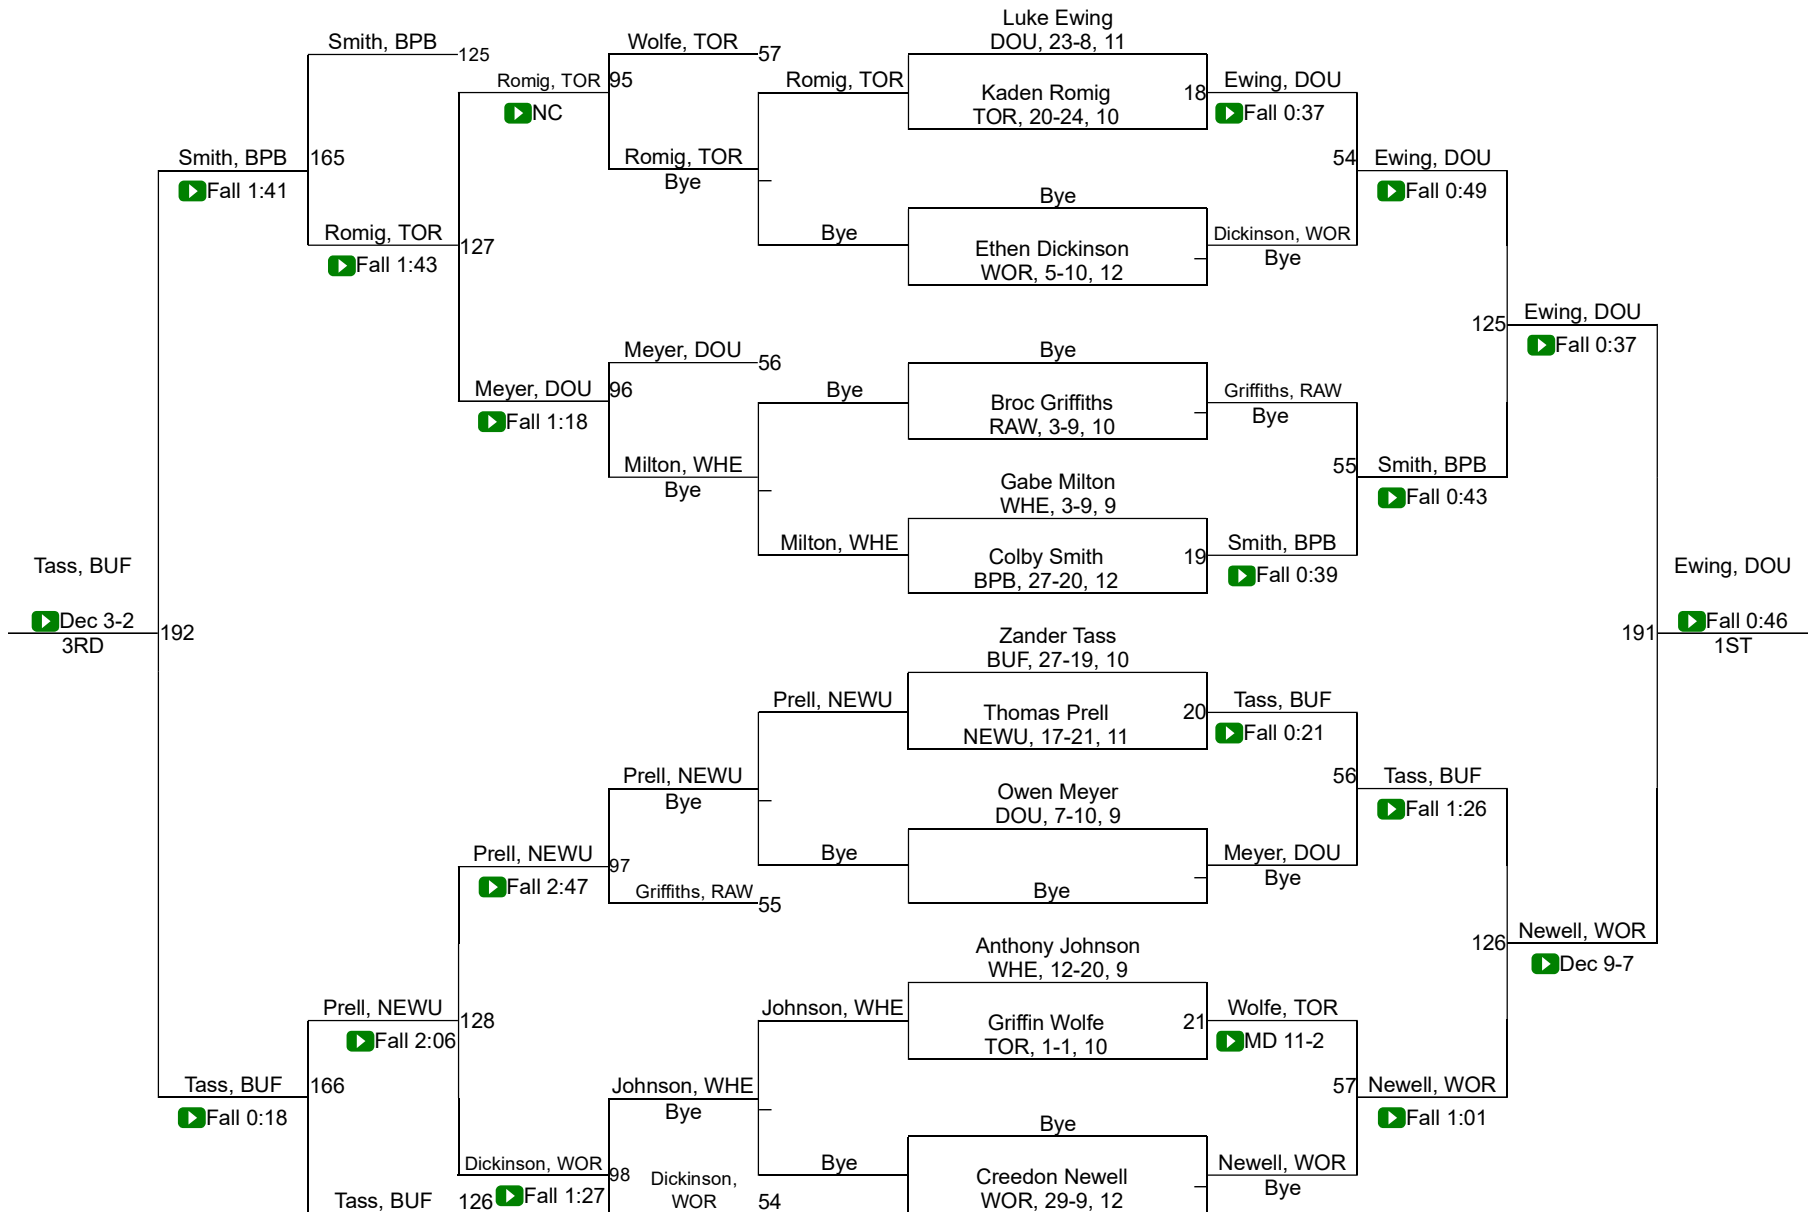 Luke Ewing
DOU, 23-8, 11
Smith, BPB
125
Wolfe, TOR
57
Romig, TOR
95
NC
Romig, TOR
Kaden Romig
TOR, 20-24, 10
18
Ewing, DOU
Fall 0:37
Smith, BPB
165
Fall 1:41
Romig, TOR
Bye
54
Ewing, DOU
Fall 0:49
Bye
Romig, TOR
127
Fall 1:43
Bye
Ethen Dickinson
WOR, 5-10, 12
Dickinson, WOR
Bye
125
Ewing, DOU
Fall 0:37
Meyer, DOU
56
Bye
Meyer, DOU
96
Fall 1:18
Bye
Broc Griffiths
RAW, 3-9, 10
Griffiths, RAW
Bye
Milton, WHE
Bye
Gabe Milton
WHE, 3-9, 9
55
Smith, BPB
Fall 0:43
Milton, WHE
Colby Smith
BPB, 27-20, 12
19
Smith, BPB
Fall 0:39
Tass, BUF
Dec 3-2
3RD
192
Ewing, DOU
191
Fall 0:46
1ST
Zander Tass
BUF, 27-19, 10
Prell, NEWU
Thomas Prell
NEWU, 17-21, 11
20
Tass, BUF
Fall 0:21
Prell, NEWU
Bye
Owen Meyer
DOU, 7-10, 9
56
Tass, BUF
Fall 1:26
Prell, NEWU
97
Fall 2:47
Bye
Meyer, DOU
Bye
Griffiths, RAW
55
Bye
Anthony Johnson
WHE, 12-20, 9
126
Newell, WOR
Dec 9-7
Prell, NEWU
128
Fall 2:06
Johnson, WHE
Griffin Wolfe
TOR, 1-1, 10
21
Wolfe, TOR
MD 11-2
Tass, BUF
166
Fall 0:18
Johnson, WHE
Bye
57
Newell, WOR
Fall 1:01
Bye
Dickinson, WOR
98
Fall 1:27
Bye
Creedon Newell
WOR, 29-9, 12
Newell, WOR
Bye
Tass, BUF
126
Dickinson,
WOR
54